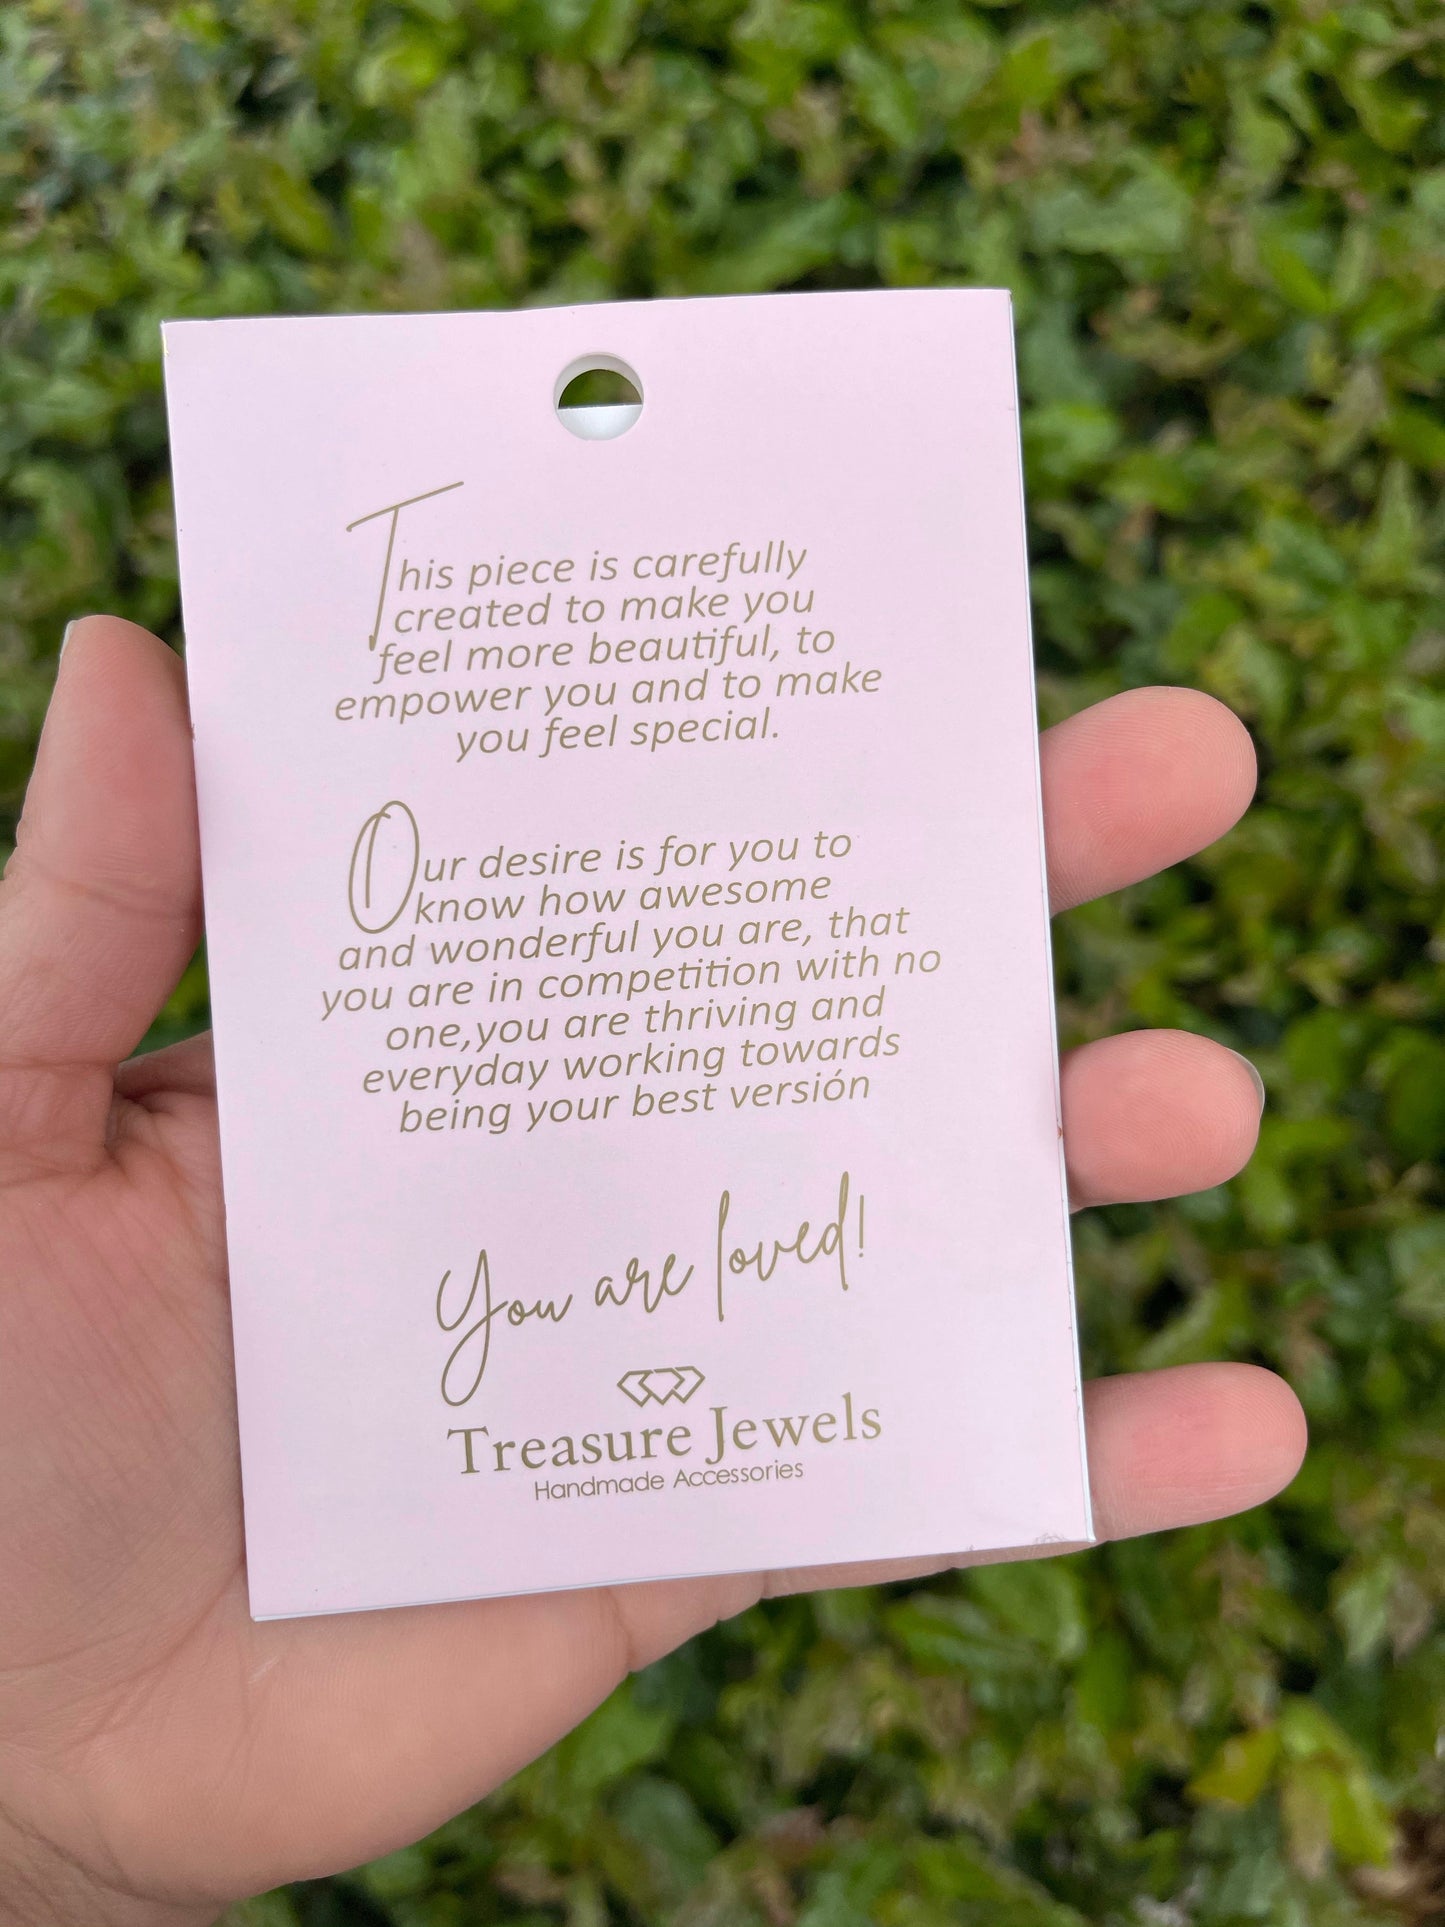 This piece is carefully
created to make you
feel more beautiful, to
empower you and to make
you feel special.
Our desire is for you to
know how awesome
and wonderful you are, that
you are in competition with no
one,you are thriving and
everyday working towards
being your best versión
You are loved!
Treasure Jewels
Handmade Accessories